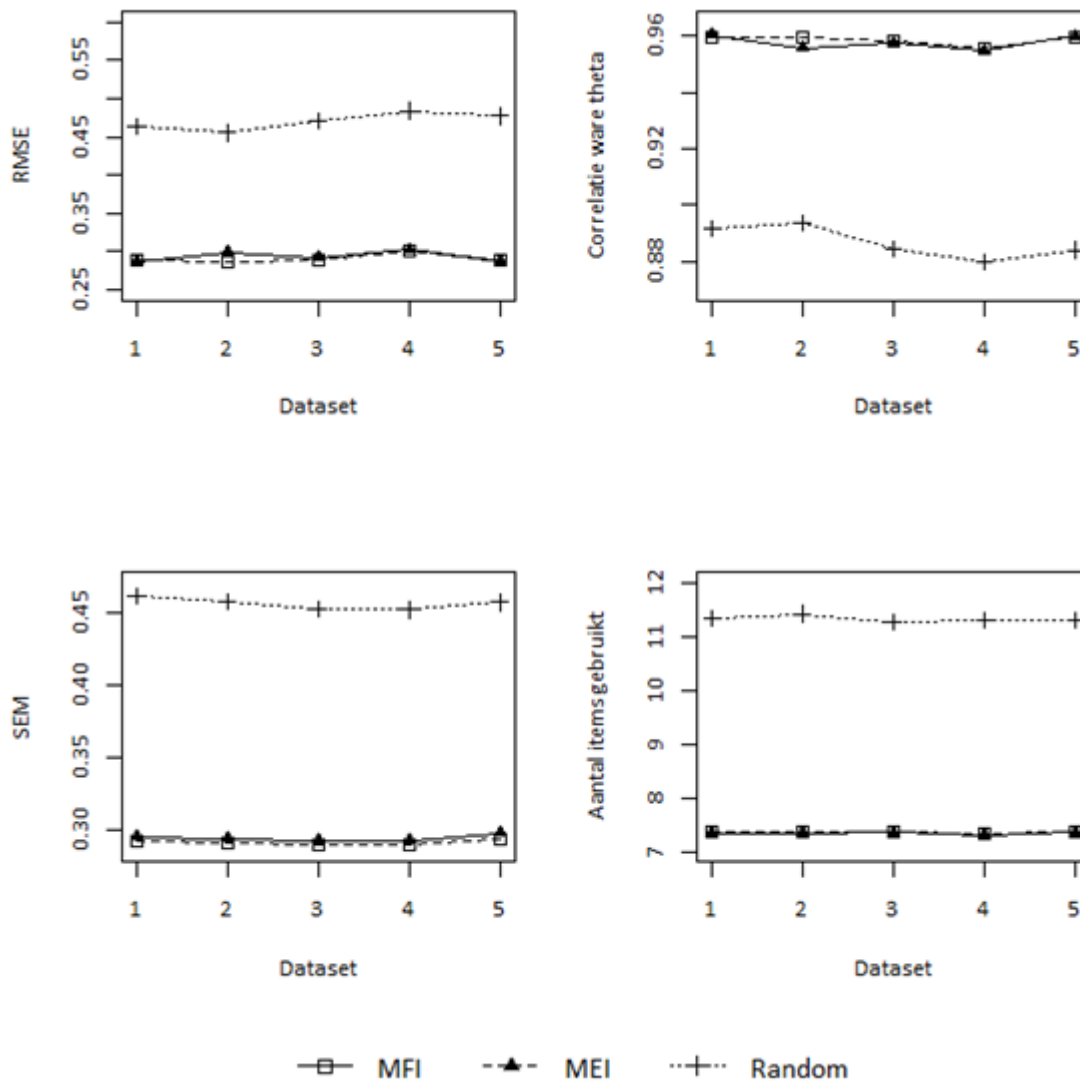 RMSE
0.55
0.45
0.35
0.25
1 2 3 4 5
Dataset
Correlatie ware theta
0.96
0.92
0.88
1 2 3 4 5
Dataset
SEM
0.45
0.40
0.35
0.30
1 2 3 4 5
Dataset
Aantal items gebruikt
12
11
10
9
8
7
1 2 3 4 5
Dataset
MFI MEI Random